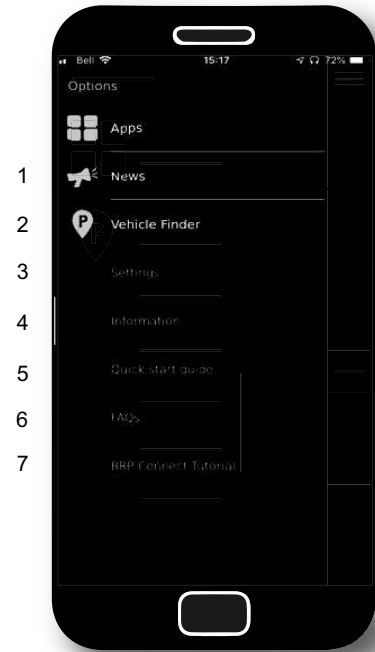 Bell 15:17 72%
Options
Apps
1 News
2 P Vehicle Finder
3 Settings
4 Information
5 Quick start guide
6 FAQs
7 BRP Connect Tutorial